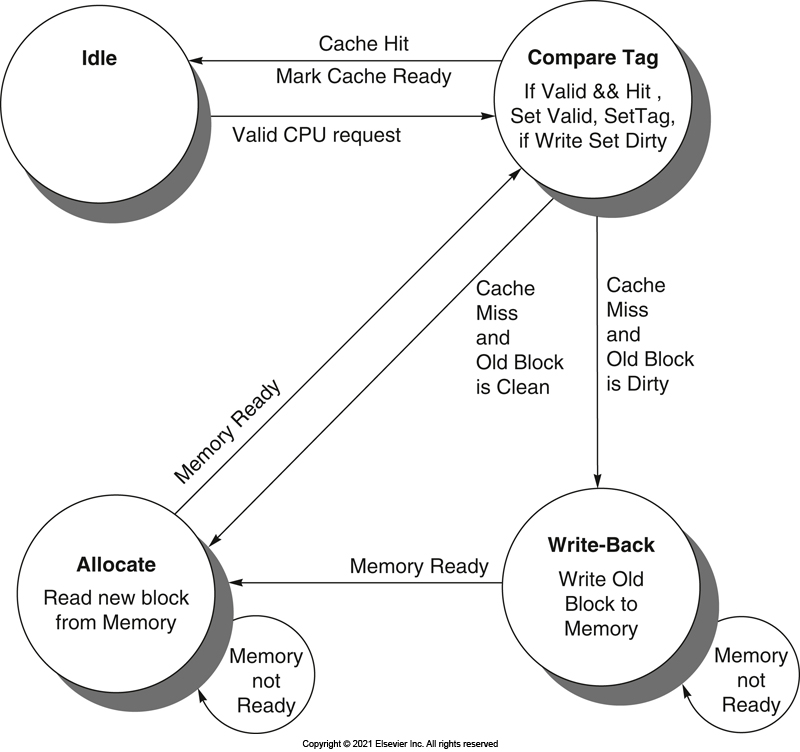 Idle
Cache Hit
Mark Cache Ready
Valid CPU request
Compare Tag
If Valid && Hit ,
Set Valid, SetTag,
if Write Set Dirty
Cache
Miss
and
Old Block
is Clean
Cache
Miss
and
Old Block
is Dirty
Memory Ready
Allocate
Read new block
from Memory
Memory
not
Ready
Memory Ready
Write-Back
Write Old
Block to
Memory
Memory
not
Ready
Copyright © 2021 Elsevier Inc. All rights reserved